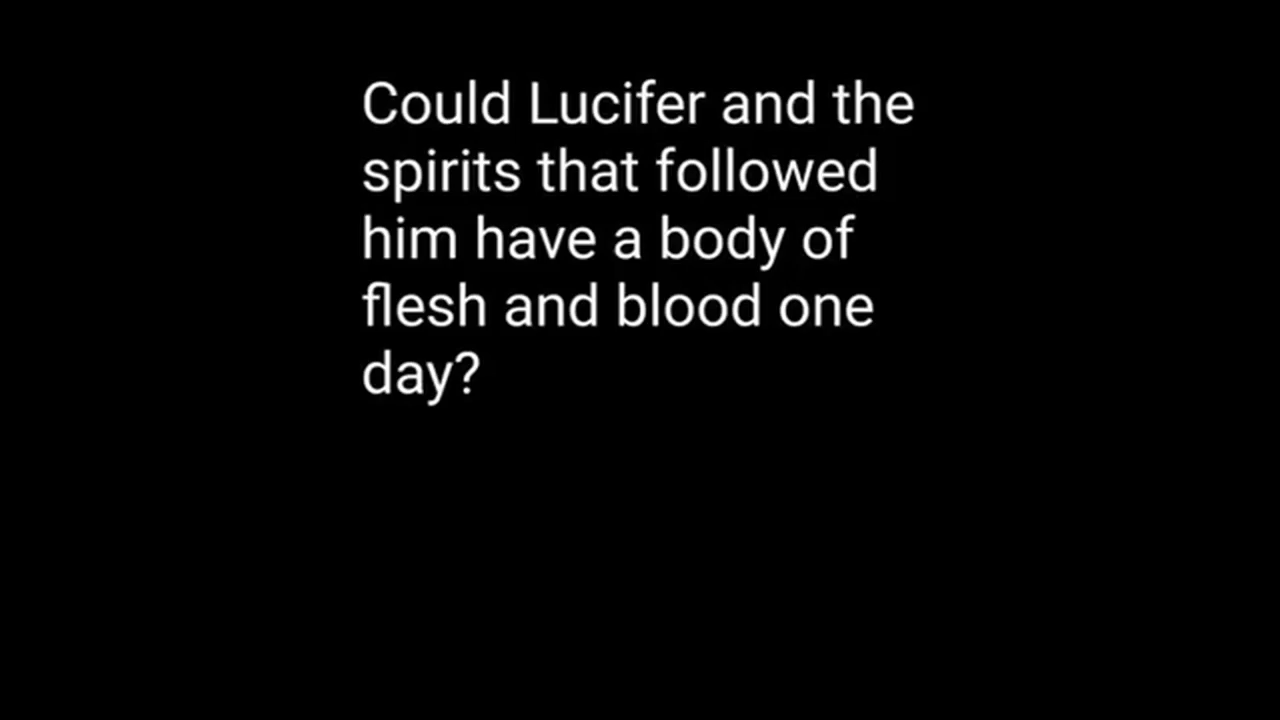 Could Lucifer and the
spirits that followed
him have a body of
flesh and blood one
day?